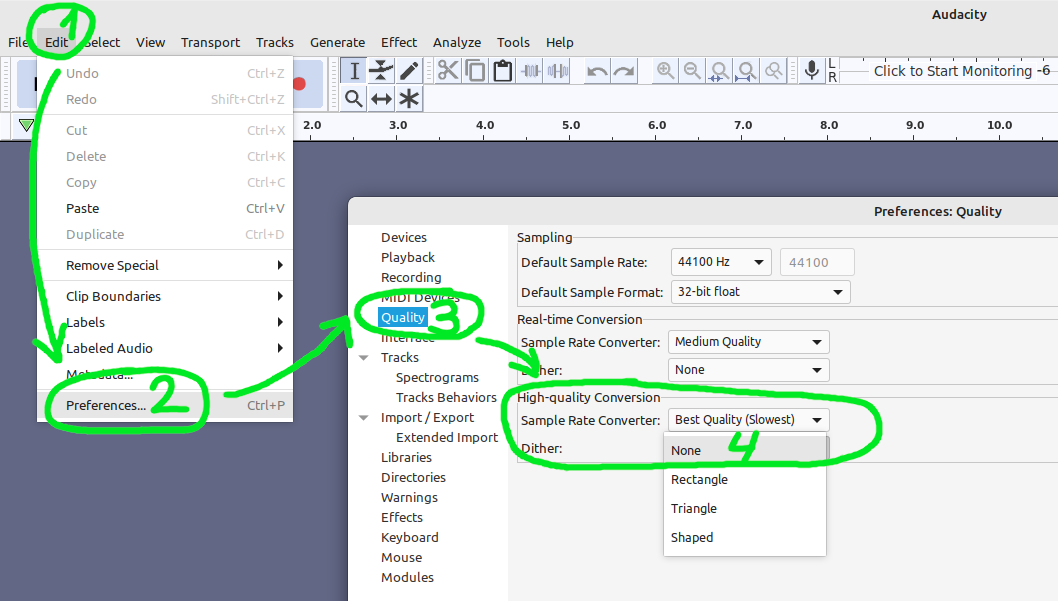 Audacity
File Edit Select View Transport Tracks Generate Effect Analyze Tools Help
1
Undo Ctrl+Z
Redo Shift+Ctrl+Z
Cut Ctrl+X
Delete Ctrl+K
Copy Ctrl+C
Paste Ctrl+V
Duplicate Ctrl+D
Remove Special
Clip Boundaries
Labels
Labeled Audio
Metadata...
Preferences... Ctrl+P
2
L
R
Click to Start Monitoring -6
2.0 3.0 4.0 5.0 6.0 7.0 8.0 9.0 10.0
Preferences: Quality
Devices
Playback
Recording
MIDI Devices
Quality
3
Interface
Tracks
Spectrograms
Tracks Behaviors
Import / Export
Extended Import
Libraries
Directories
Warnings
Effects
Keyboard
Mouse
Modules
Sampling
Default Sample Rate: 44100 Hz 44100
Default Sample Format: 32-bit float
Real-time Conversion
Sample Rate Converter: Medium Quality
Dither: None
High-quality Conversion
Sample Rate Converter: Best Quality (Slowest)
Dither:
None
4
Rectangle
Triangle
Shaped